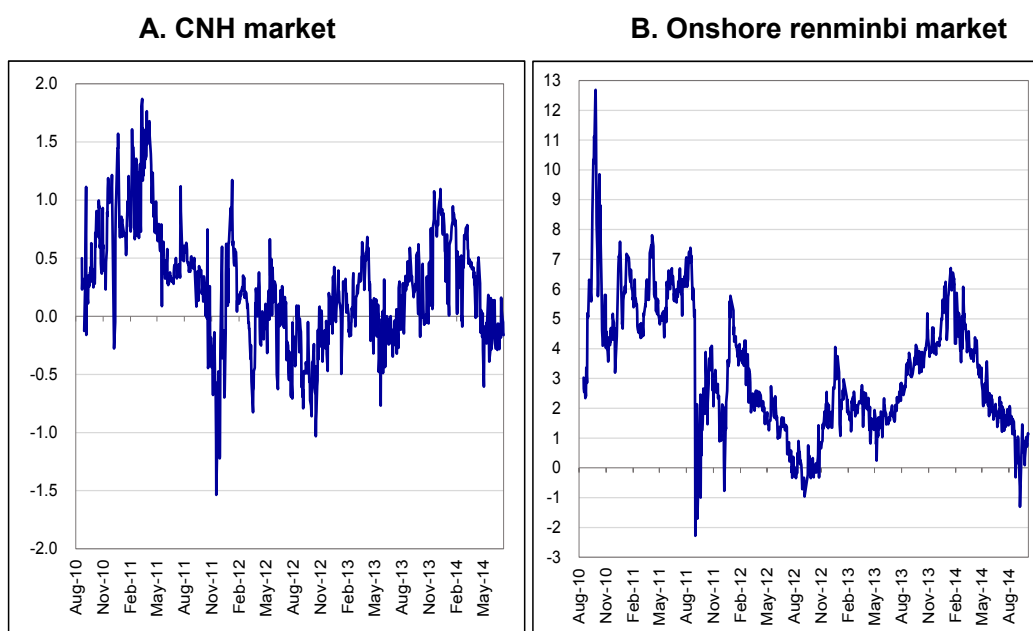 A. CNH market
2.0
1.5
1.0
0.5
0.0
-0.5
-1.0
-1.5
-2.0
Aug-10
Nov-10
Feb-11
May-11
Aug-11
Nov-11
Feb-12
May-12
Aug-12
Nov-12
Feb-13
May-13
Aug-13
Nov-13
Feb-14
May-14
B. Onshore renminbi market
13
12
11
10
9
8
7
6
5
4
3
2
1
0
-1
-2
-3
Aug-10
Nov-10
Feb-11
May-11
Aug-11
Nov-11
Feb-12
May-12
Aug-12
Nov-12
Feb-13
May-13
Aug-13
Nov-13
Feb-14
May-14
Aug-14